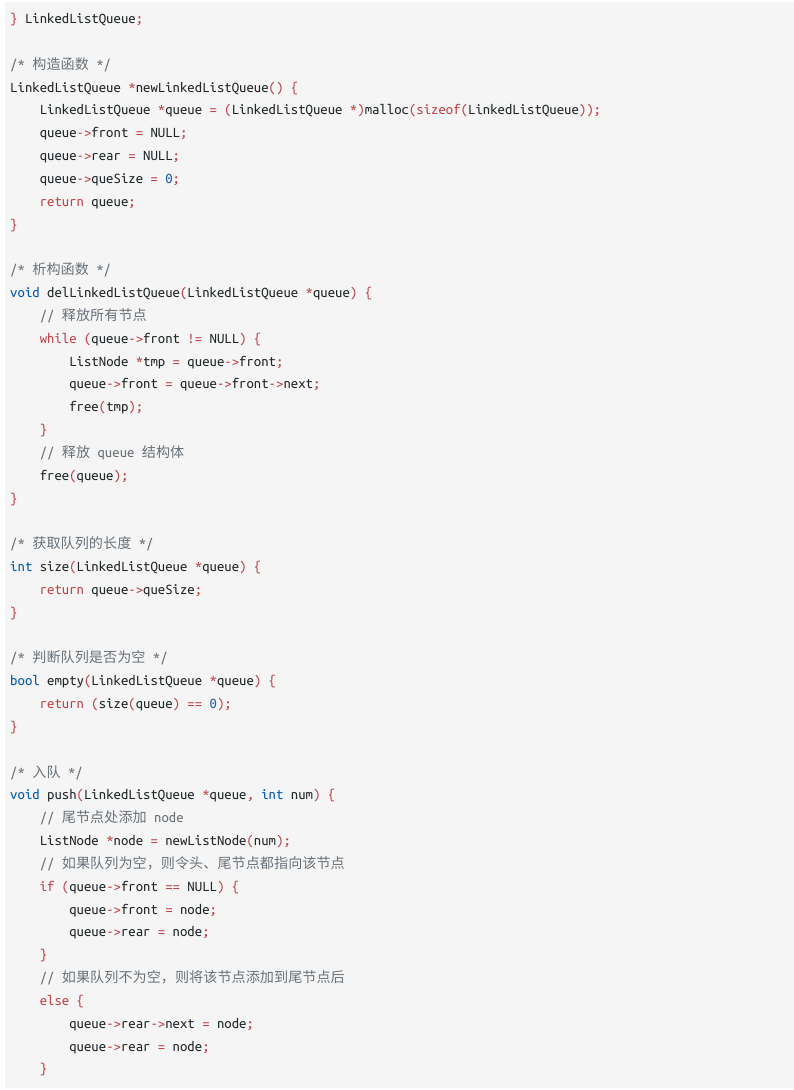 } LinkedListQueue;
/* 构造函数 */
LinkedListQueue *newLinkedListQueue() {
    LinkedListQueue *queue = (LinkedListQueue *)malloc(sizeof(LinkedListQueue));
    queue->front = NULL;
    queue->rear = NULL;
    queue->queSize = 0;
    return queue;
}
/* 析构函数 */
void delLinkedListQueue(LinkedListQueue *queue) {
    // 释放所有节点
    while (queue->front != NULL) {
        ListNode *tmp = queue->front;
        queue->front = queue->front->next;
        free(tmp);
    }
    // 释放 queue 结构体
    free(queue);
}
/* 获取队列的长度 */
int size(LinkedListQueue *queue) {
    return queue->queSize;
}
/* 判断队列是否为空 */
bool empty(LinkedListQueue *queue) {
    return (size(queue) == 0);
}
/* 入队 */
void push(LinkedListQueue *queue, int num) {
    // 尾节点处添加 node
    ListNode *node = newListNode(num);
    // 如果队列为空，则令头、尾节点都指向该节点
    if (queue->front == NULL) {
        queue->front = node;
        queue->rear = node;
    }
    // 如果队列不为空，则将该节点添加到尾节点后
    else {
        queue->rear->next = node;
        queue->rear = node;
    }